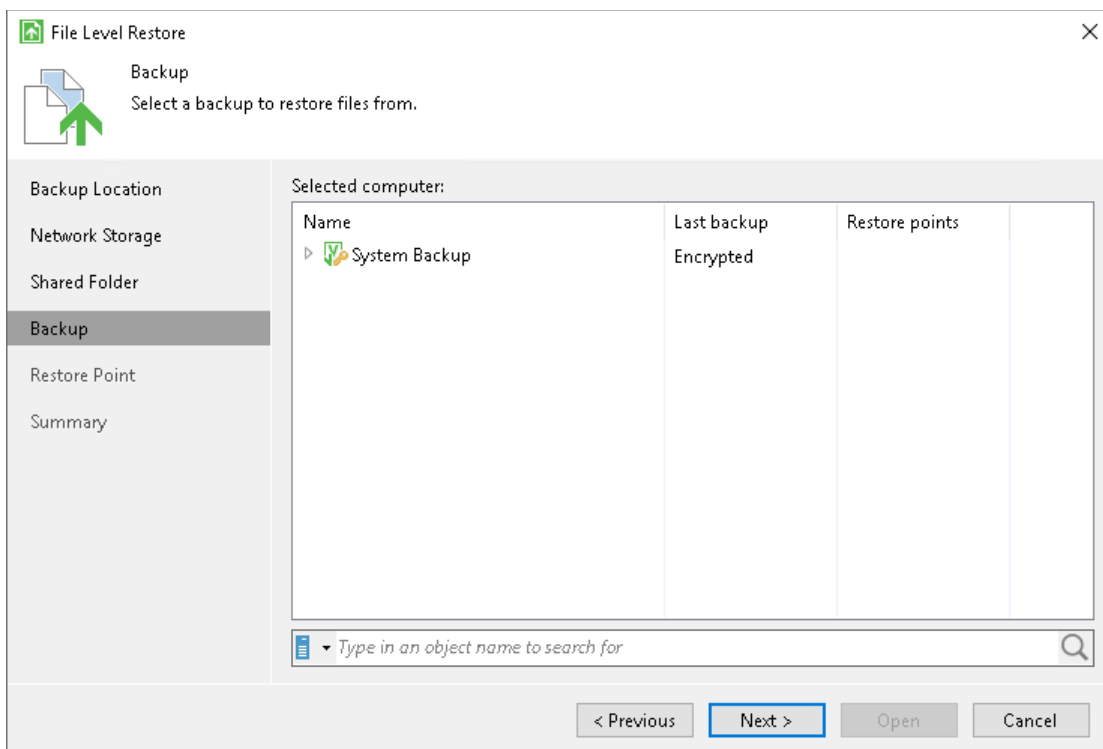 File Level Restore
Backup
Select a backup to restore files from.
Backup Location
Network Storage
Shared Folder
Backup
Restore Point
Summary
Selected computer:
Name Last backup Restore points
System Backup Encrypted
Type in an object name to search for
< Previous Next > Open Cancel